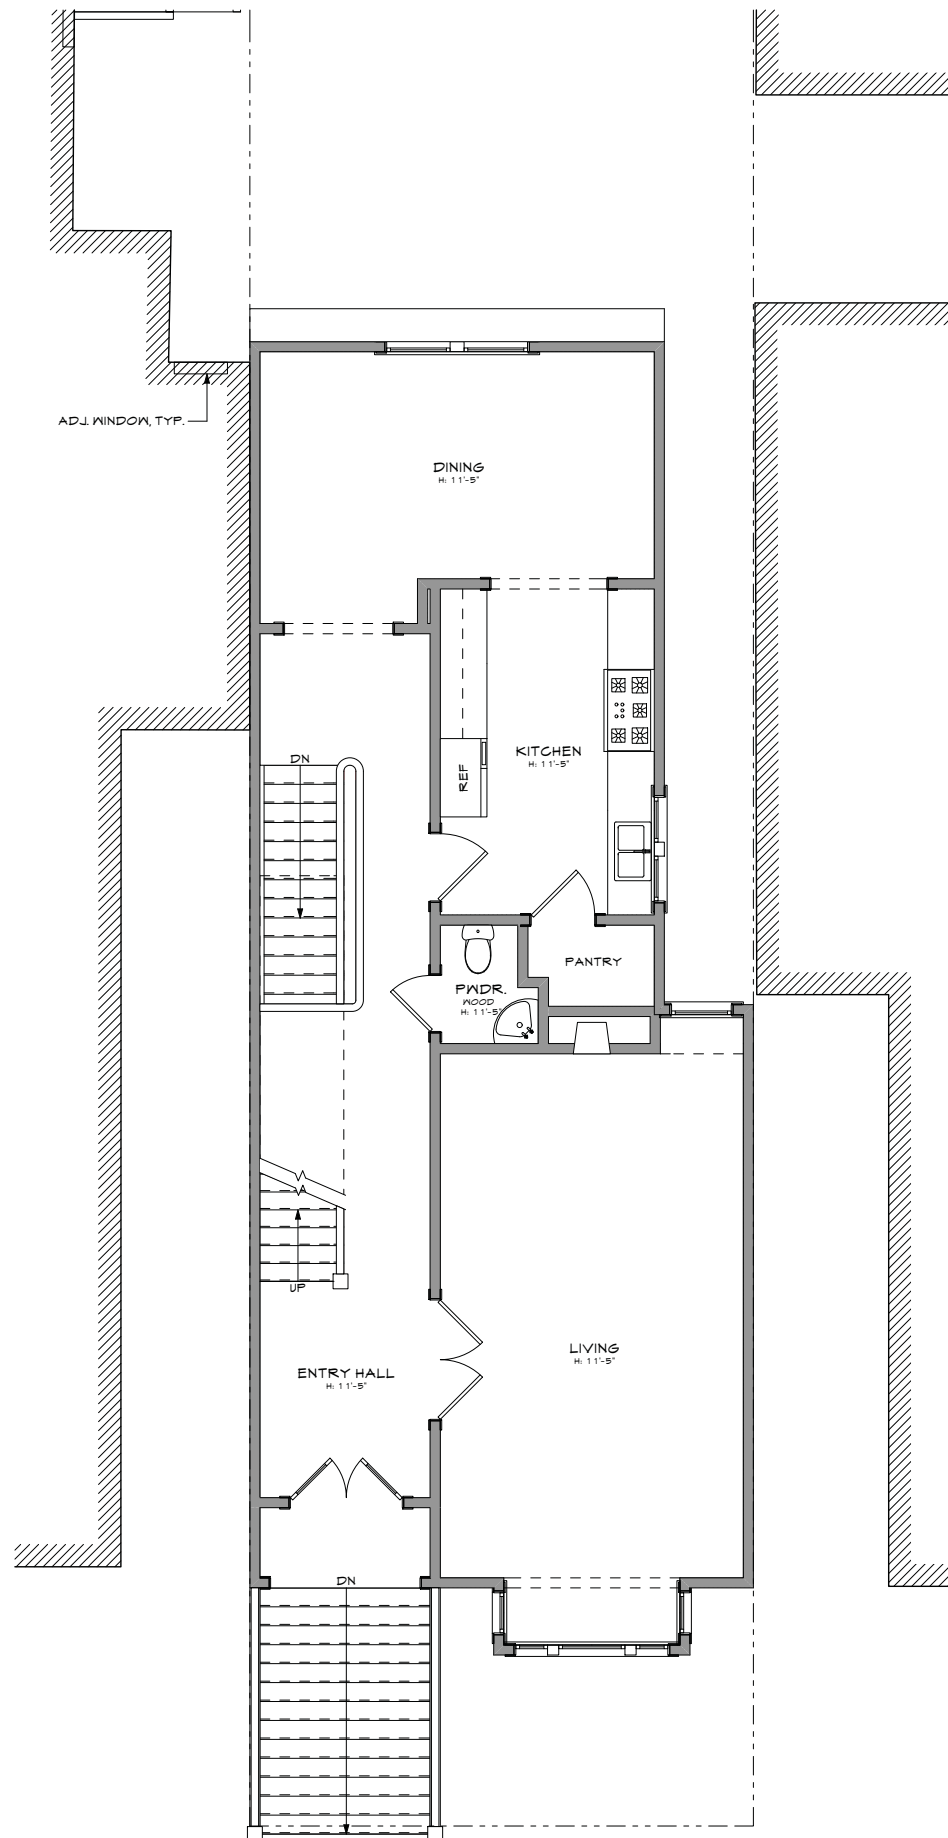 ADJ. WINDOW, TYP.
DINING
H: 11'-5"
KITCHEN
H: 11'-5"
REF
DN
PANTRY
PWDR.
WOOD
H: 11'-5"
UP
LIVING
H: 11'-5"
ENTRY HALL
H: 11'-5"
DN